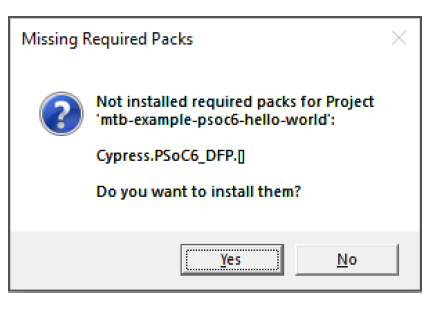 Missing Required Packs
Not installed required packs for Project
'mtb-example-psoc6-hello-world':
Cypress.PSoC6_DFP.[]
Do you want to install them?
Yes
No